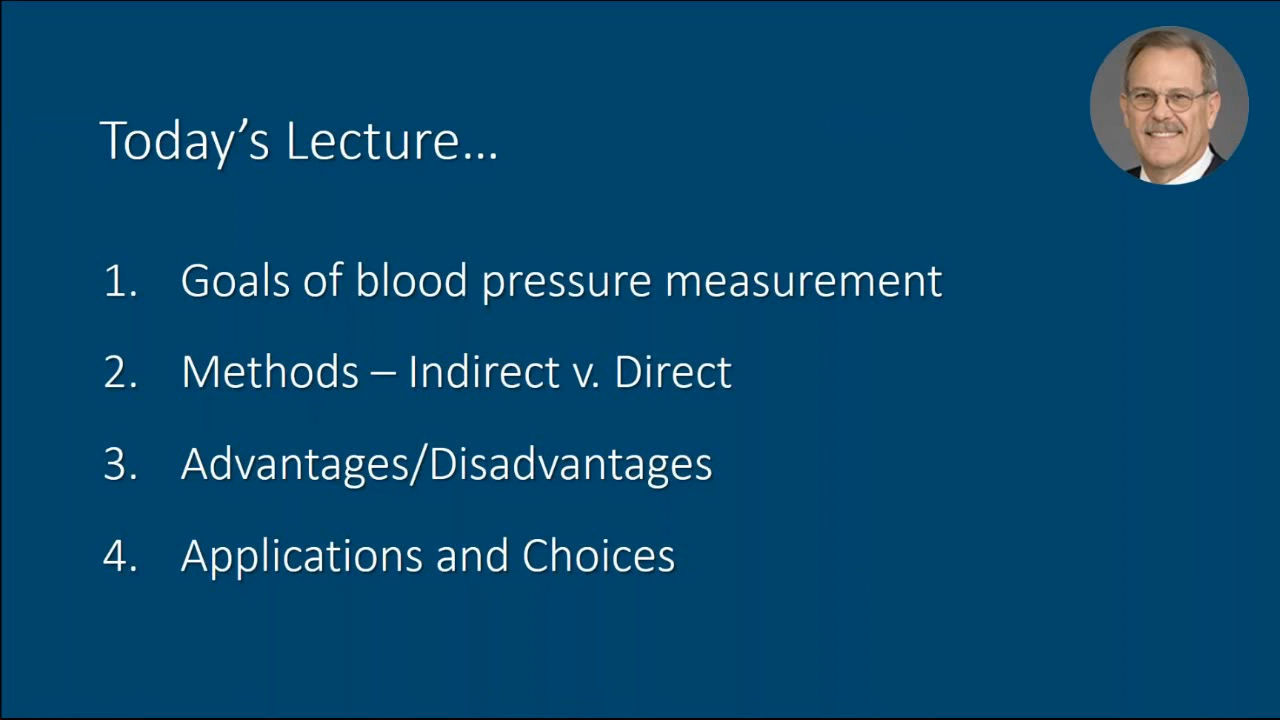 Today’s Lecture…
1. Goals of blood pressure measurement
2. Methods – Indirect v. Direct
3. Advantages/Disadvantages
4. Applications and Choices